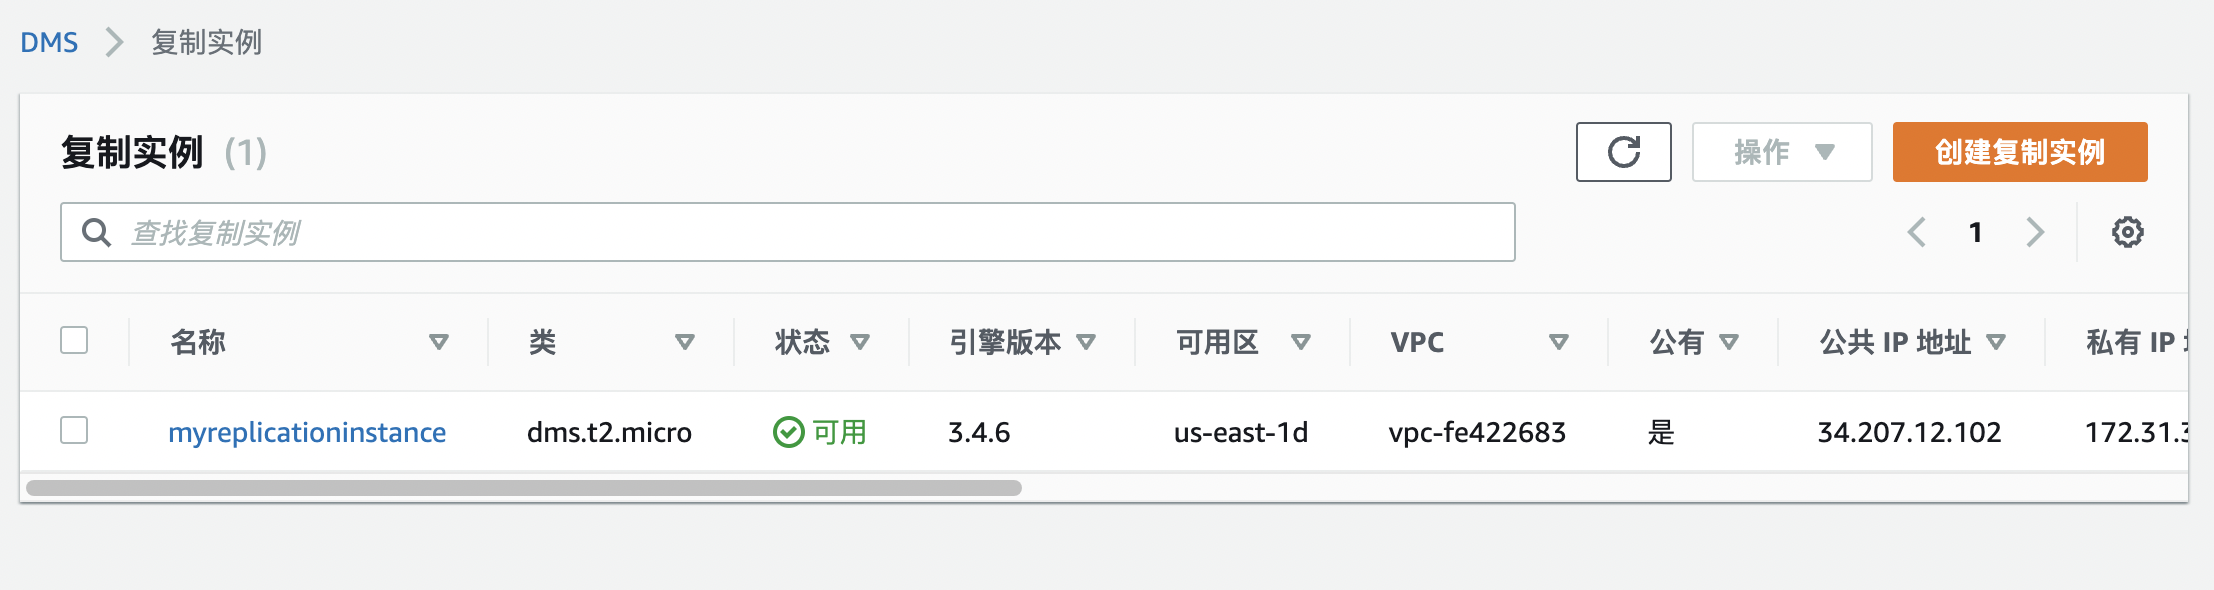 DMS 复制实例
复制实例 (1) 操作 创建复制实例
查找复制实例 1
名称 类 状态 引擎版本 可用区 VPC 公有 公共 IP 地址 私有 IP
myreplicationinstance dms.t2.micro 可用 3.4.6 us-east-1d vpc-fe422683 是 34.207.12.102 172.31.3